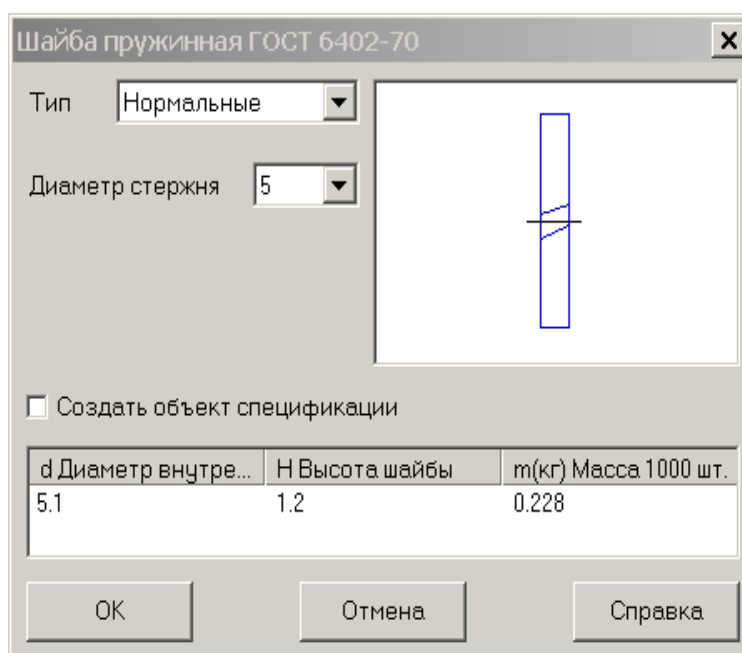 Шайба пружинная ГОСТ 6402-70
Тип Нормальные
Диаметр стержня 5
Создать объект спецификации
d Диаметр внутре... Н Высота шайбы m(кг) Масса 1000 шт.
5.1 1.2 0.228
OK Отмена Справка